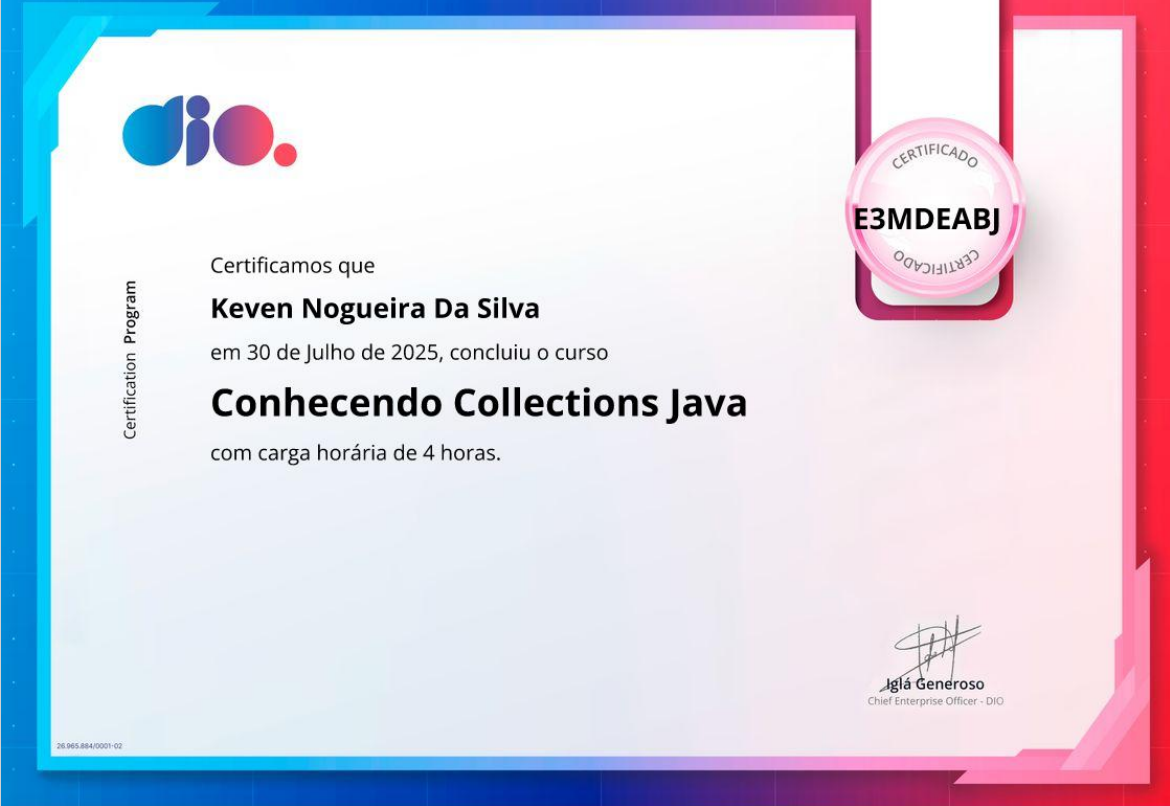 dio.
CERTIFICADO
E3MDEABJ
CERTIFICADO
Certificamos que
Keven Nogueira Da Silva
em 30 de Julho de 2025, concluiu o curso
Conhecendo Collections Java
com carga horária de 4 horas.
Certification Program
Iglá Generoso
Chief Enterprise Officer - DIO
26.965.884/0001-02